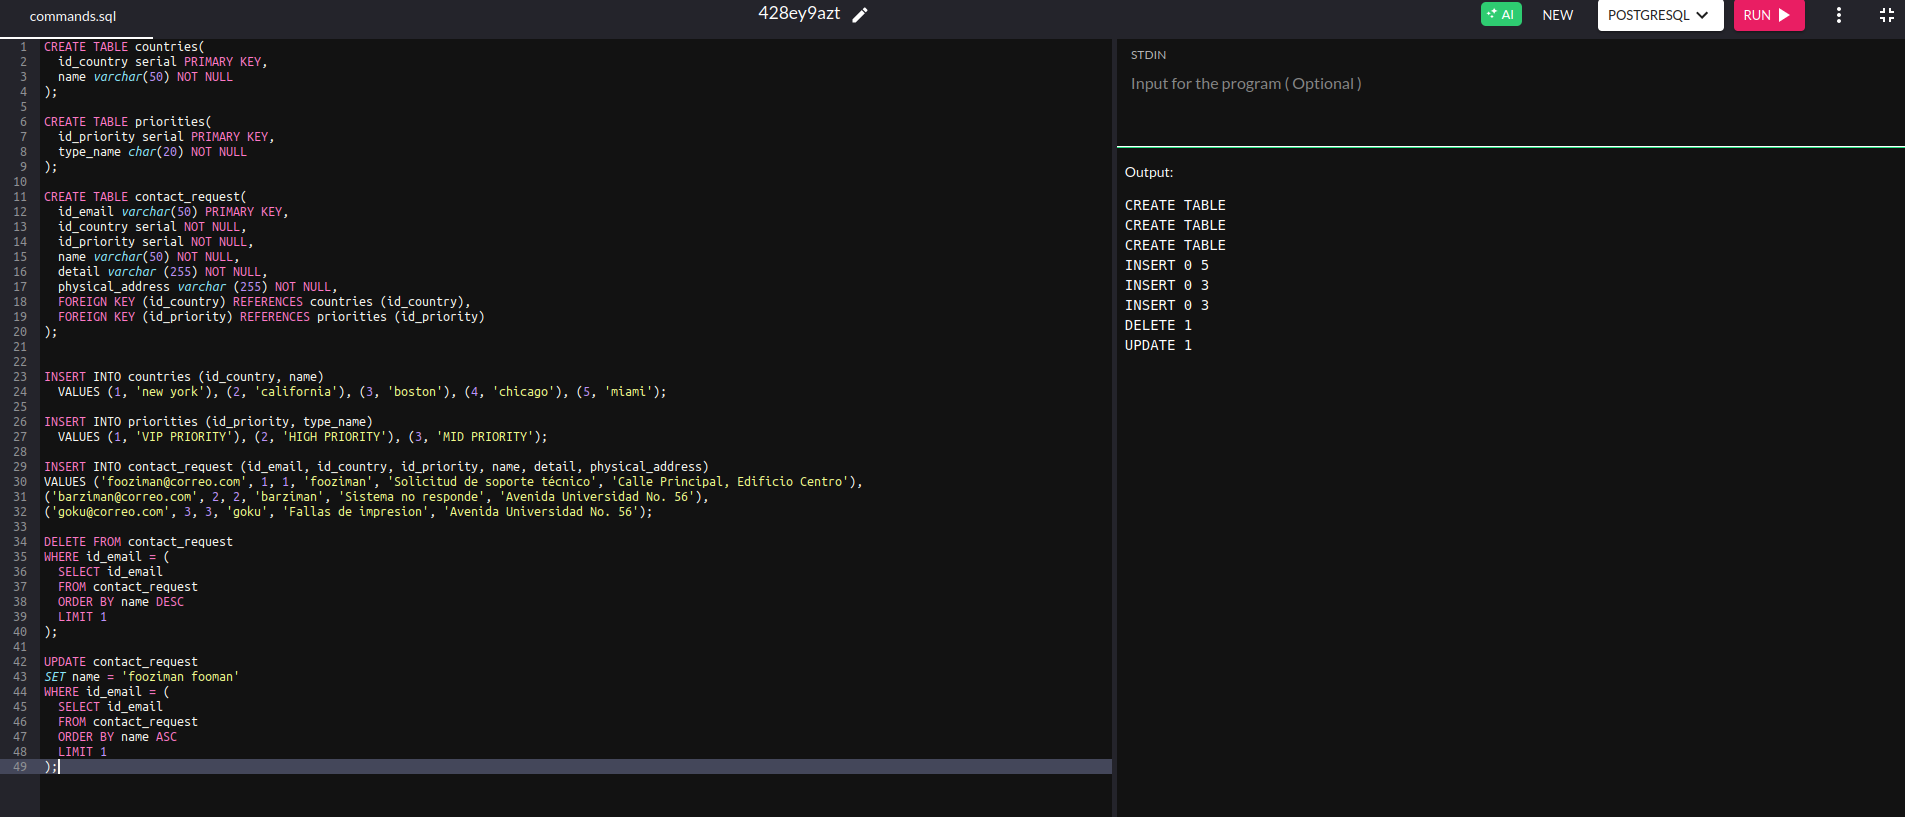 commands.sql
428ey9azt
AI
NEW
POSTGRESQL
RUN
1 CREATE TABLE countries(
2 id_country serial PRIMARY KEY,
3 name varchar(50) NOT NULL
4 );
5
6 CREATE TABLE priorities(
7 id_priority serial PRIMARY KEY,
8 type_name char(20) NOT NULL
9 );
10
11 CREATE TABLE contact_request(
12 id_email varchar(50) PRIMARY KEY,
13 id_country serial NOT NULL,
14 id_priority serial NOT NULL,
15 name varchar(50) NOT NULL,
16 detail varchar (255) NOT NULL,
17 physical_address varchar (255) NOT NULL,
18 FOREIGN KEY (id_country) REFERENCES countries (id_country),
19 FOREIGN KEY (id_priority) REFERENCES priorities (id_priority)
20 );
21
22
23 INSERT INTO countries (id_country, name)
24 VALUES (1, 'new york'), (2, 'california'), (3, 'boston'), (4, 'chicago'), (5, 'miami');
25
26 INSERT INTO priorities (id_priority, type_name)
27 VALUES (1, 'VIP PRIORITY'), (2, 'HIGH PRIORITY'), (3, 'MID PRIORITY');
28
29 INSERT INTO contact_request (id_email, id_country, id_priority, name, detail, physical_address)
30 VALUES ('fooziman@correo.com', 1, 1, 'fooziman', 'Solicitud de soporte técnico', 'Calle Principal, Edificio Centro'),
31 ('barziman@correo.com', 2, 2, 'barziman', 'Sistema no responde', 'Avenida Universidad No. 56'),
32 ('goku@correo.com', 3, 3, 'goku', 'Fallas de impresion', 'Avenida Universidad No. 56');
33
34 DELETE FROM contact_request
35 WHERE id_email = (
36 SELECT id_email
37 FROM contact_request
38 ORDER BY name DESC
39 LIMIT 1
40 );
41
42 UPDATE contact_request
43 SET name = 'fooziman fooman'
44 WHERE id_email = (
45 SELECT id_email
46 FROM contact_request
47 ORDER BY name ASC
48 LIMIT 1
49 );
STDIN
Input for the program ( Optional )
Output:
CREATE TABLE
CREATE TABLE
CREATE TABLE
INSERT 0 5
INSERT 0 3
INSERT 0 3
DELETE 1
UPDATE 1